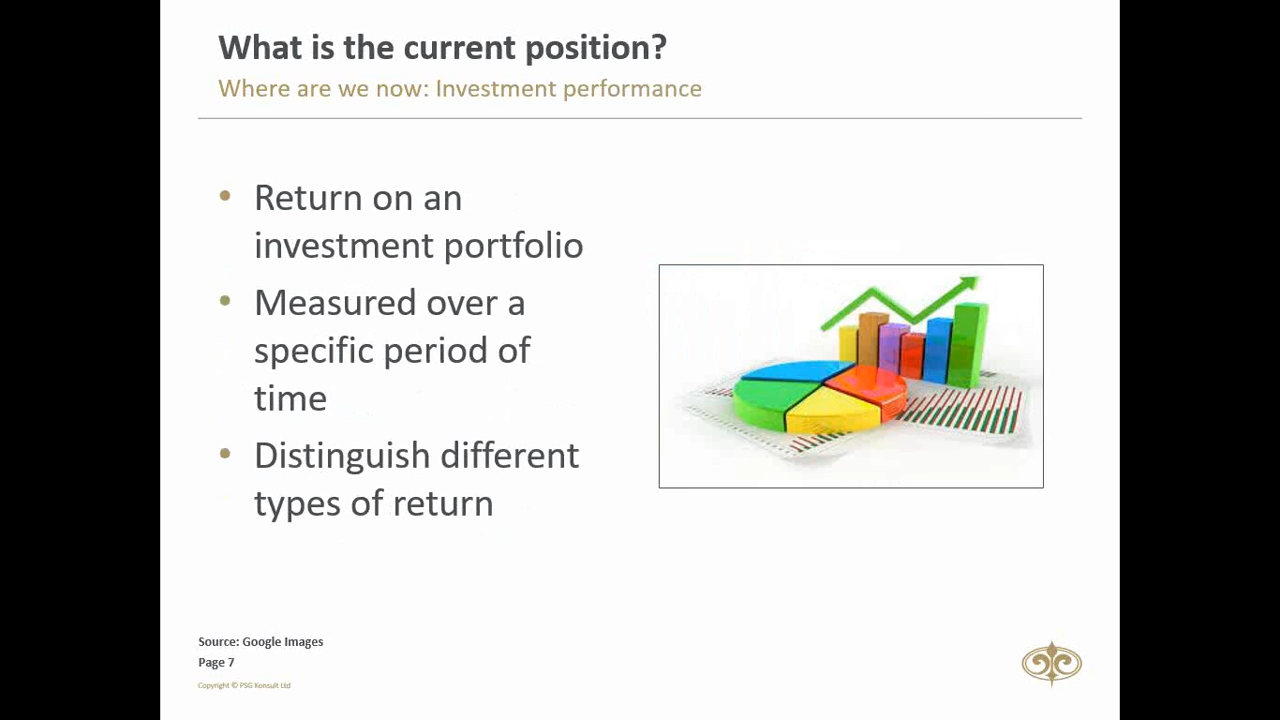 What is the current position?
Where are we now: Investment performance
• Return on an
investment portfolio
• Measured over a
specific period of
time
• Distinguish different
types of return
Source: Google Images
Page 7
Copyright © PSG Konsult Ltd